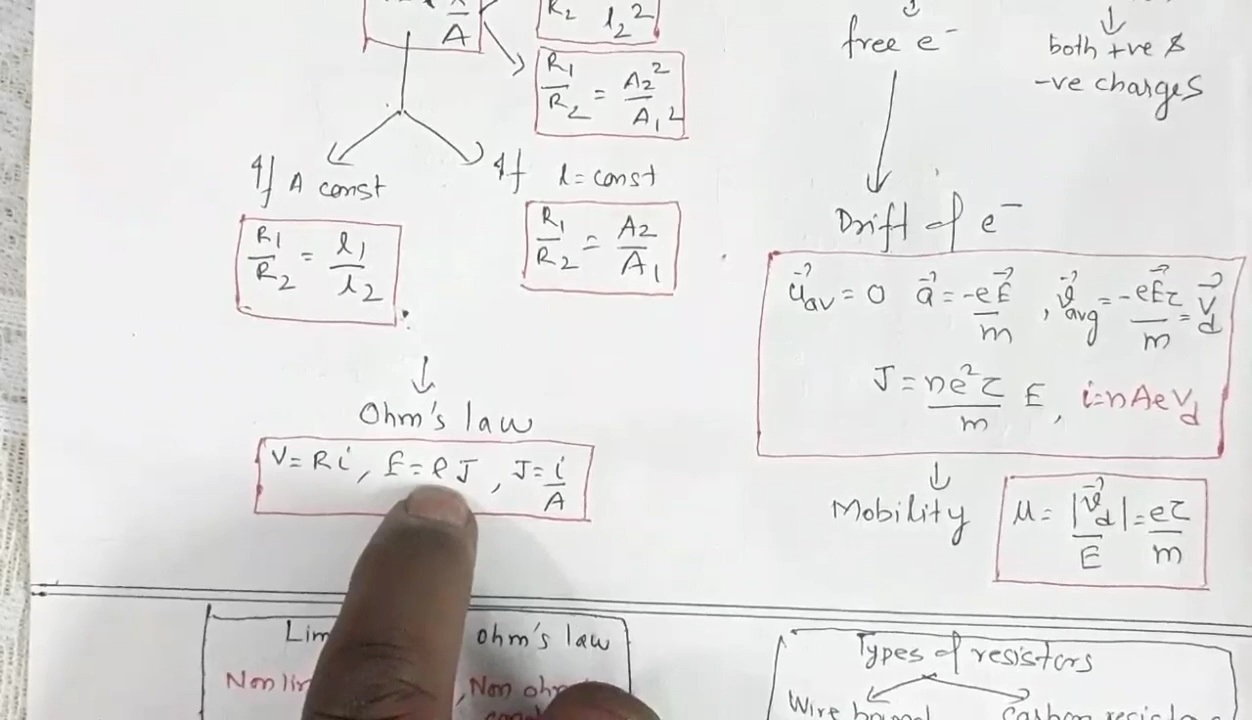 A
R2 l2²
R1/R2 = A2²/A1²
If A const
If l = const
R1/R2 = l1/l2
R1/R2 = A2/A1
Ohm's law
V = Ri, E = ρJ, J = i/A
free e⁻
both +ve &
-ve charges
Drift of e⁻
u⃗av = 0 a⃗ = -eE⃗/m, v⃗avg = -eE⃗τ/m = V⃗d
J = ne²τ/m E, i=nAeVd
Mobility μ = |v⃗d|/E = eτ/m
ohm's law
Types of resistors
Wire
Carbon